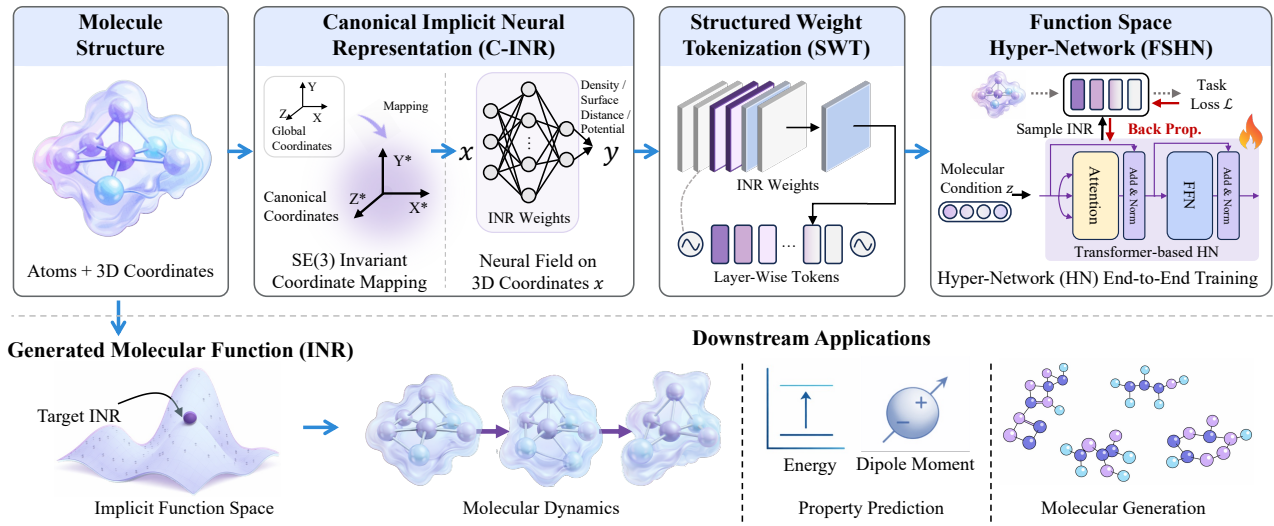 Molecule
Structure
Atoms + 3D Coordinates
Canonical Implicit Neural
Representation (C-INR)
Y
Z
X
Global
Coordinates
Mapping
Y*
Z*
X*
Canonical
Coordinates
SE(3) Invariant
Coordinate Mapping
x
Density /
Surface
Distance /
Potential
y
INR Weights
Neural Field on
3D Coordinates x
Structured Weight
Tokenization (SWT)
INR Weights
...
Layer-Wise Tokens
Function Space
Hyper-Network (FSHN)
Task
Loss ℒ
Sample INR
Back Prop.
Molecular
Condition z
Attention
Add & Norm
FFN
Add & Norm
Transformer-based HN
Hyper-Network (HN) End-to-End Training
Generated Molecular Function (INR)
Target INR
Implicit Function Space
Downstream Applications
Molecular Dynamics
Energy
+
−
Dipole Moment
Property Prediction
Molecular Generation